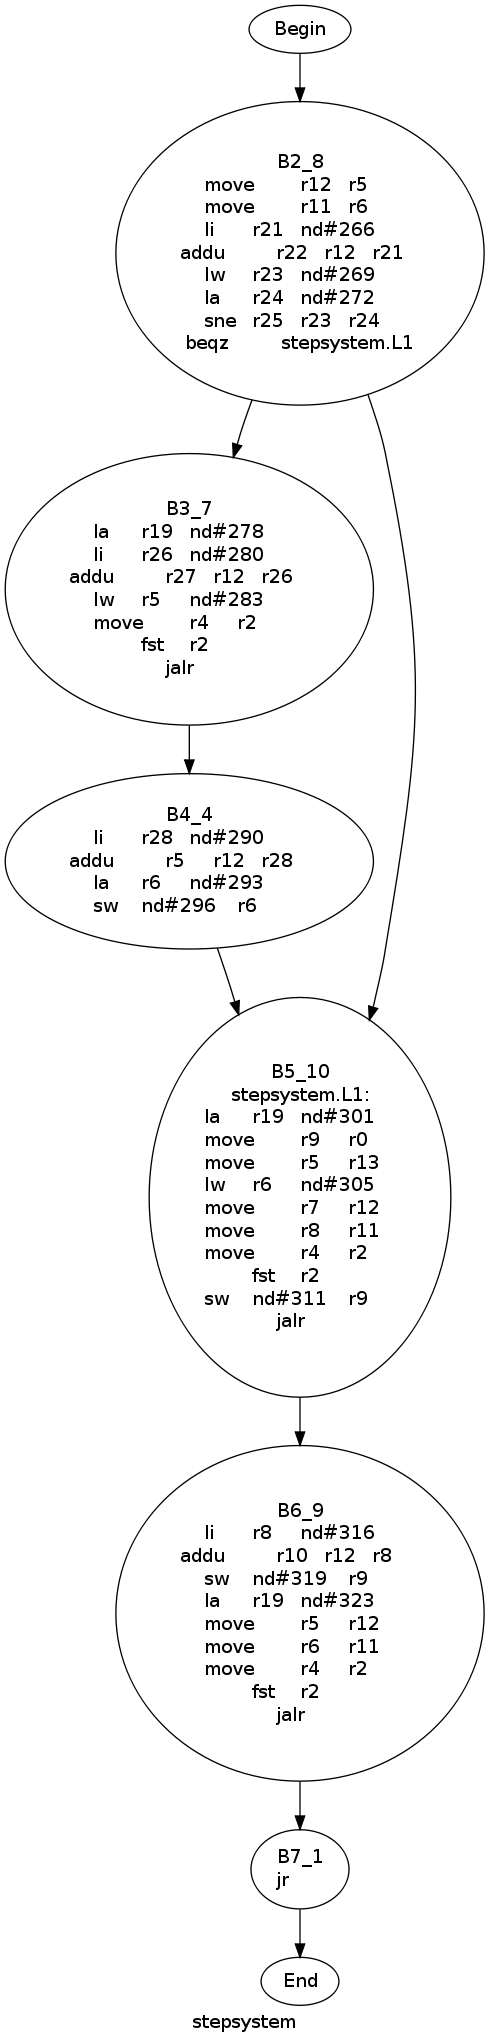 Begin
B2_8
move r12 r5
move r11 r6
li r21 nd#266
addu r22 r12 r21
lw r23 nd#269
la r24 nd#272
sne r25 r23 r24
beqz stepsystem.L1
B3_7
la r19 nd#278
li r26 nd#280
addu r27 r12 r26
lw r5 nd#283
move r4 r2
fst r2
jalr
B4_4
li r28 nd#290
addu r5 r12 r28
la r6 nd#293
sw nd#296 r6
B5_10
stepsystem.L1:
la r19 nd#301
move r9 r0
move r5 r13
lw r6 nd#305
move r7 r12
move r8 r11
move r4 r2
fst r2
sw nd#311 r9
jalr
B6_9
li r8 nd#316
addu r10 r12 r8
sw nd#319 r9
la r19 nd#323
move r5 r12
move r6 r11
move r4 r2
fst r2
jalr
B7_1
jr
End
stepsystem